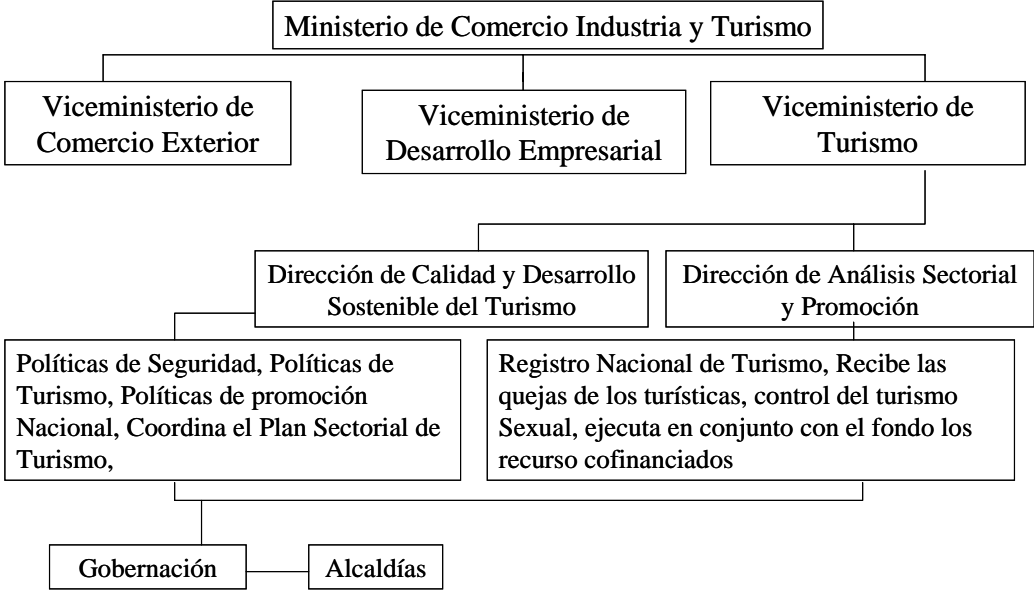 Ministerio de Comercio Industria y Turismo
Viceministerio de
Comercio Exterior
Viceministerio de
Desarrollo Empresarial
Viceministerio de
Turismo
Dirección de Calidad y Desarrollo
Sostenible del Turismo
Dirección de Análisis Sectorial
y Promoción
Políticas de Seguridad, Políticas de
Turismo, Políticas de promoción
Nacional, Coordina el Plan Sectorial de
Turismo,
Registro Nacional de Turismo, Recibe las
quejas de los turísticas, control del turismo
Sexual, ejecuta en conjunto con el fondo los
recurso cofinanciados
Gobernación
Alcaldías